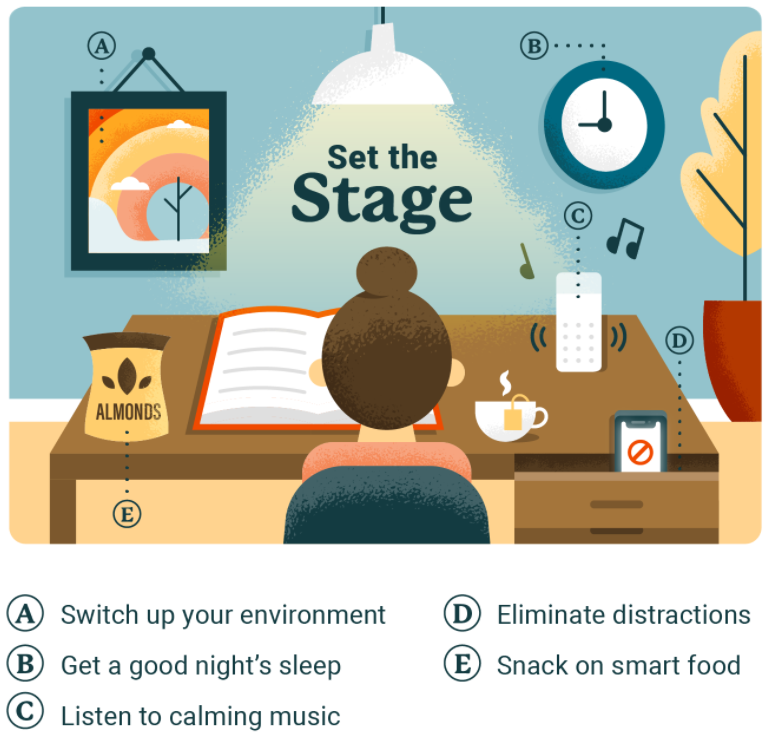 A
B
Set the
Stage
C
D
ALMONDS
E
A Switch up your environment
B Get a good night's sleep
C Listen to calming music
D Eliminate distractions
E Snack on smart food